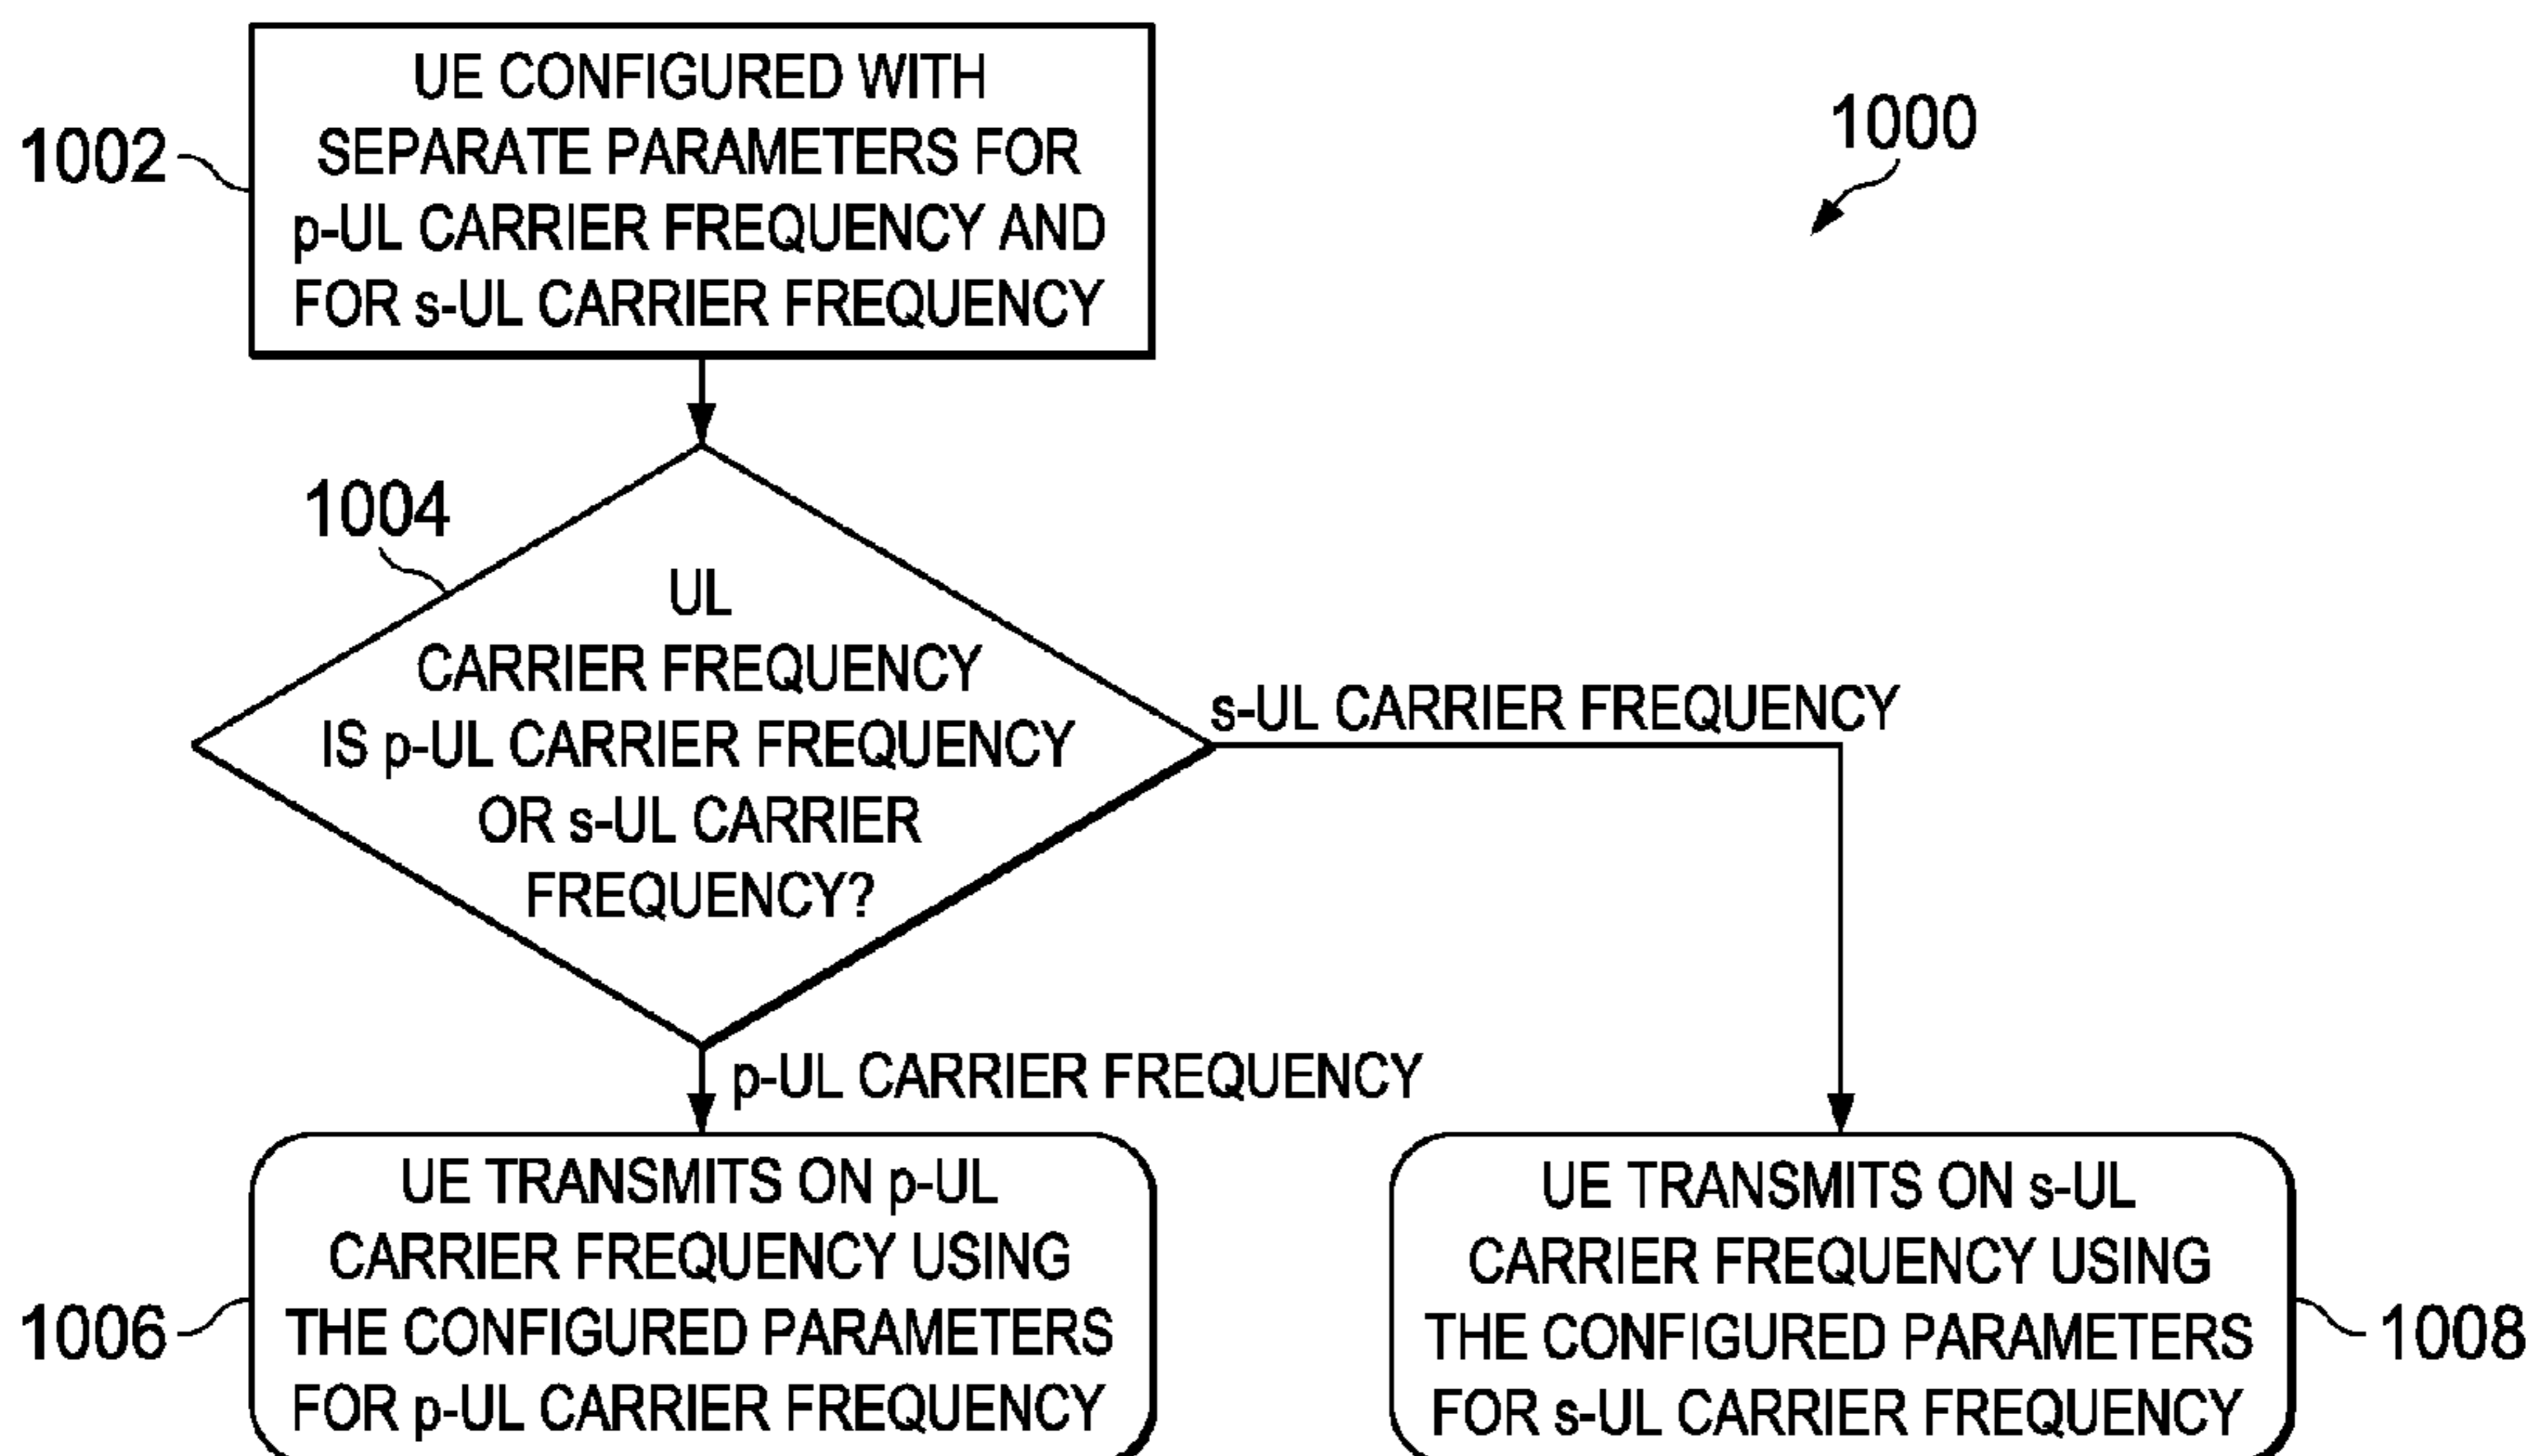 UE CONFIGURED WITH
SEPARATE PARAMETERS FOR
p-UL CARRIER FREQUENCY AND
FOR s-UL CARRIER FREQUENCY
1002
1000
1004
UL
CARRIER FREQUENCY
IS p-UL CARRIER FREQUENCY
OR s-UL CARRIER
FREQUENCY?
s-UL CARRIER FREQUENCY
p-UL CARRIER FREQUENCY
UE TRANSMITS ON p-UL
CARRIER FREQUENCY USING
THE CONFIGURED PARAMETERS
FOR p-UL CARRIER FREQUENCY
1006
UE TRANSMITS ON s-UL
CARRIER FREQUENCY USING
THE CONFIGURED PARAMETERS
FOR s-UL CARRIER FREQUENCY
1008